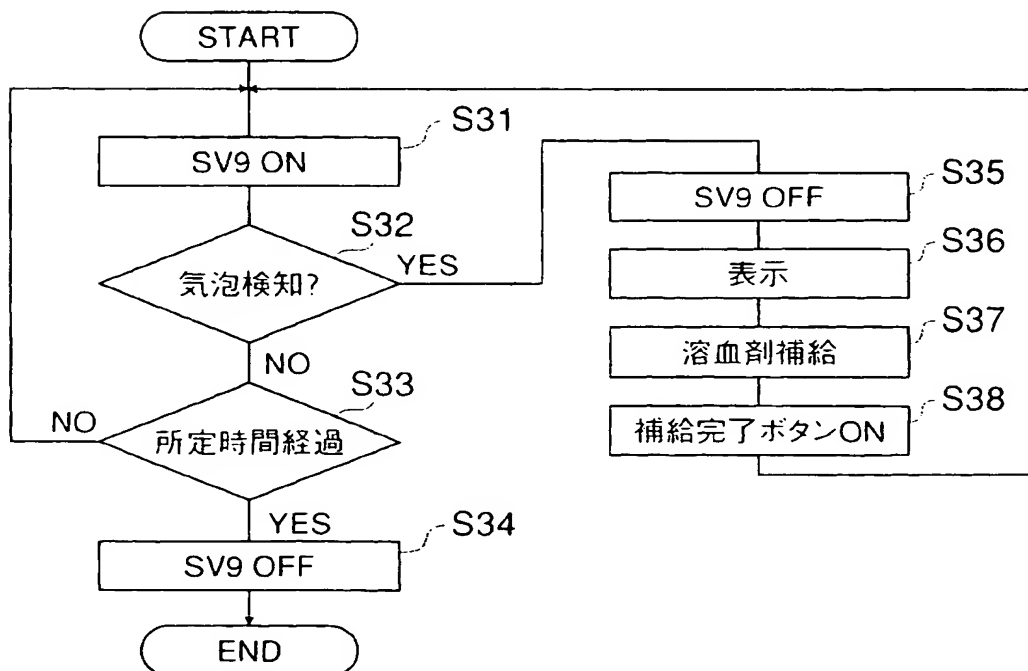 START
S31
SV9 ON
S32
気泡検知?
YES
NO
S33
NO
所定時間経過
YES
S34
SV9 OFF
END
S35
SV9 OFF
S36
表示
S37
溶血剤補給
S38
補給完了ボタンON